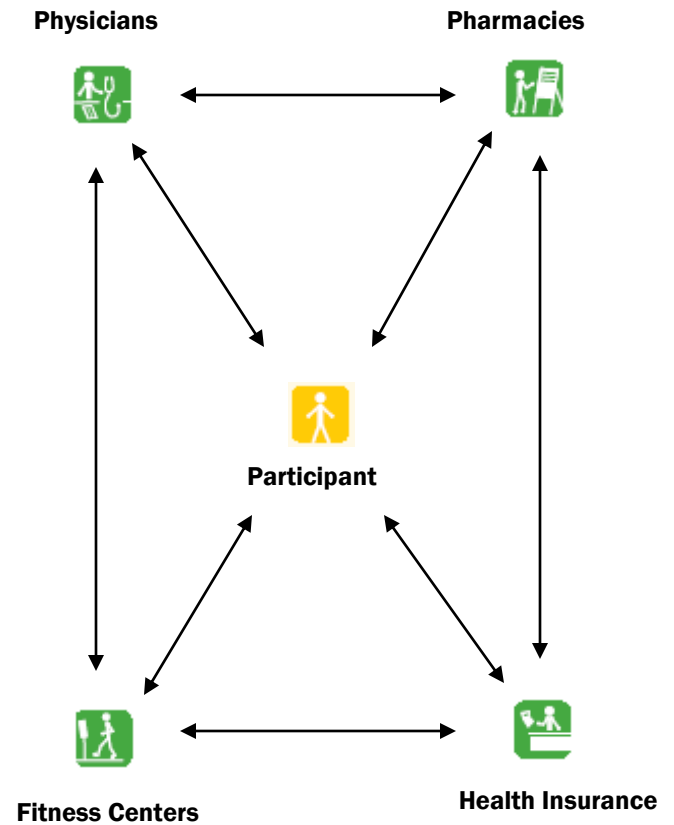 Physicians
Pharmacies
Participant
Fitness Centers
Health Insurance